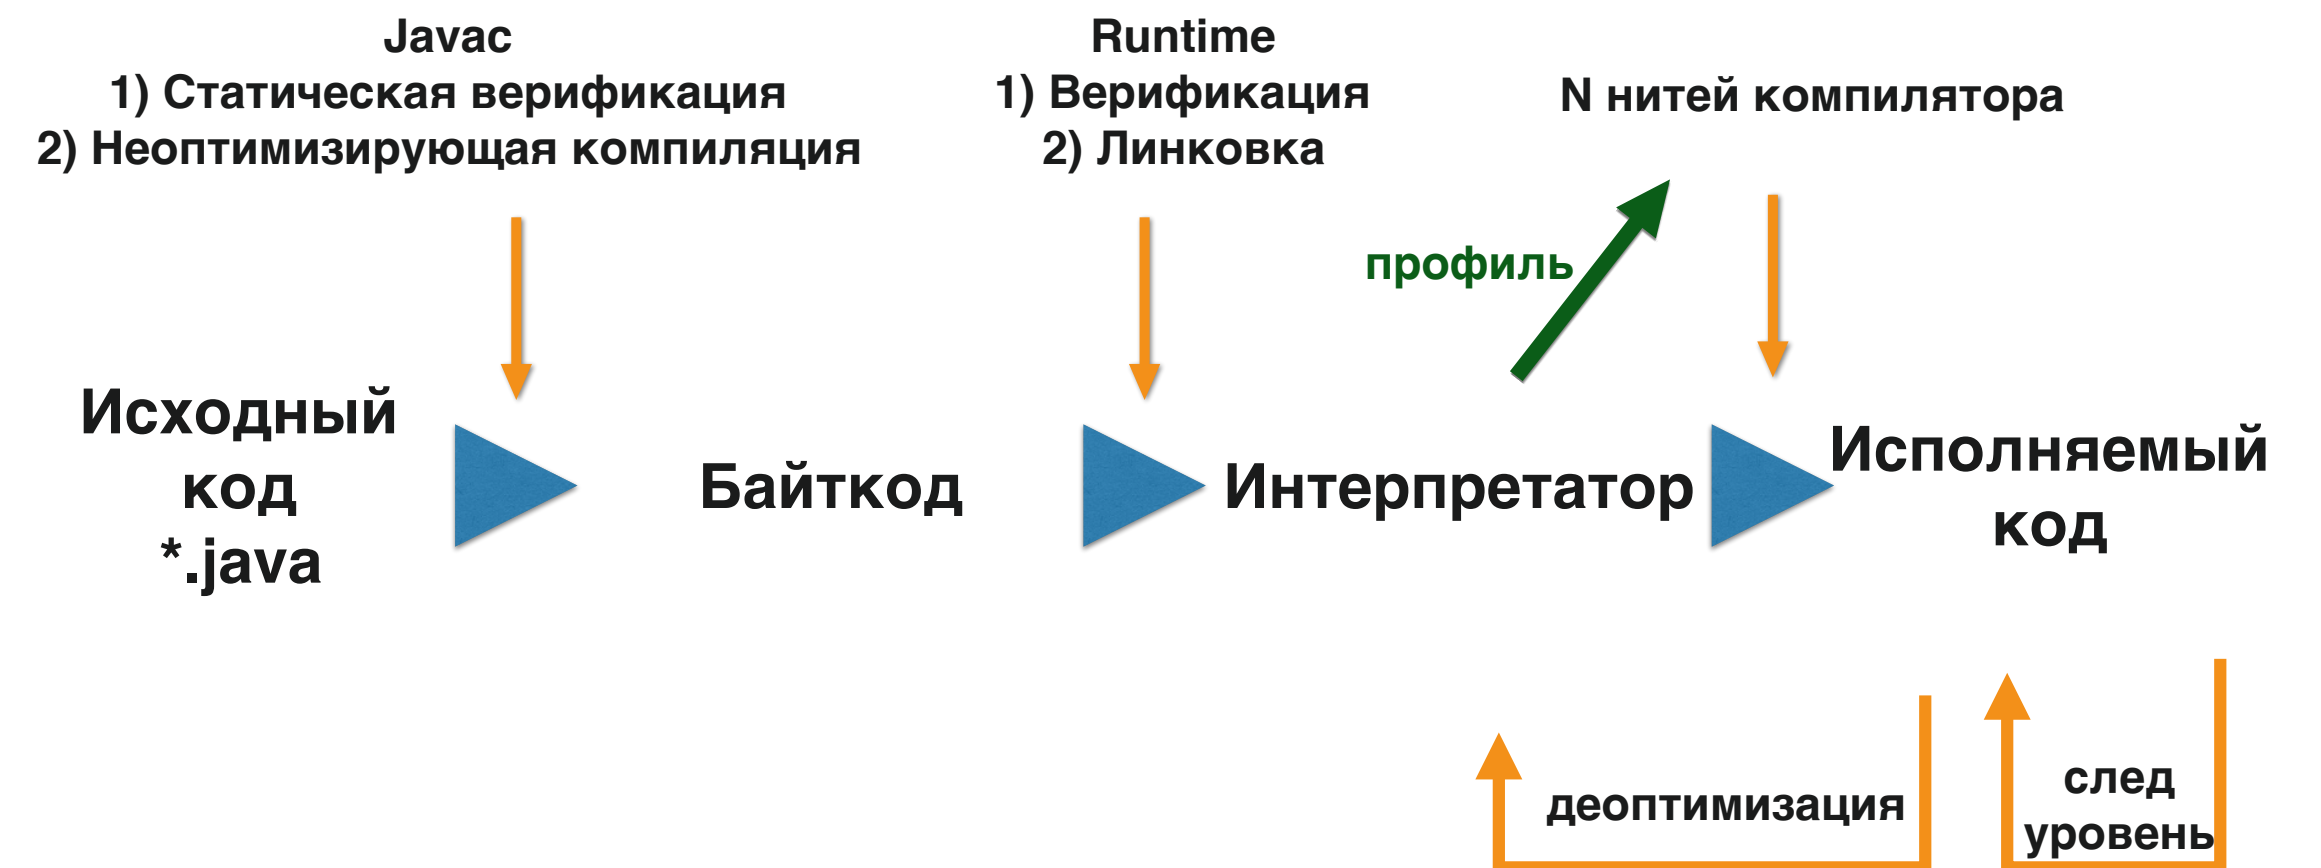 Javac
1) Статическая верификация
2) Неоптимизирующая компиляция
Runtime
1) Верификация
2) Линковка
N нитей компилятора
профиль
Исходный
код
*.java
Байткод
Интерпретатор
Исполняемый
код
деоптимизация
след
уровень